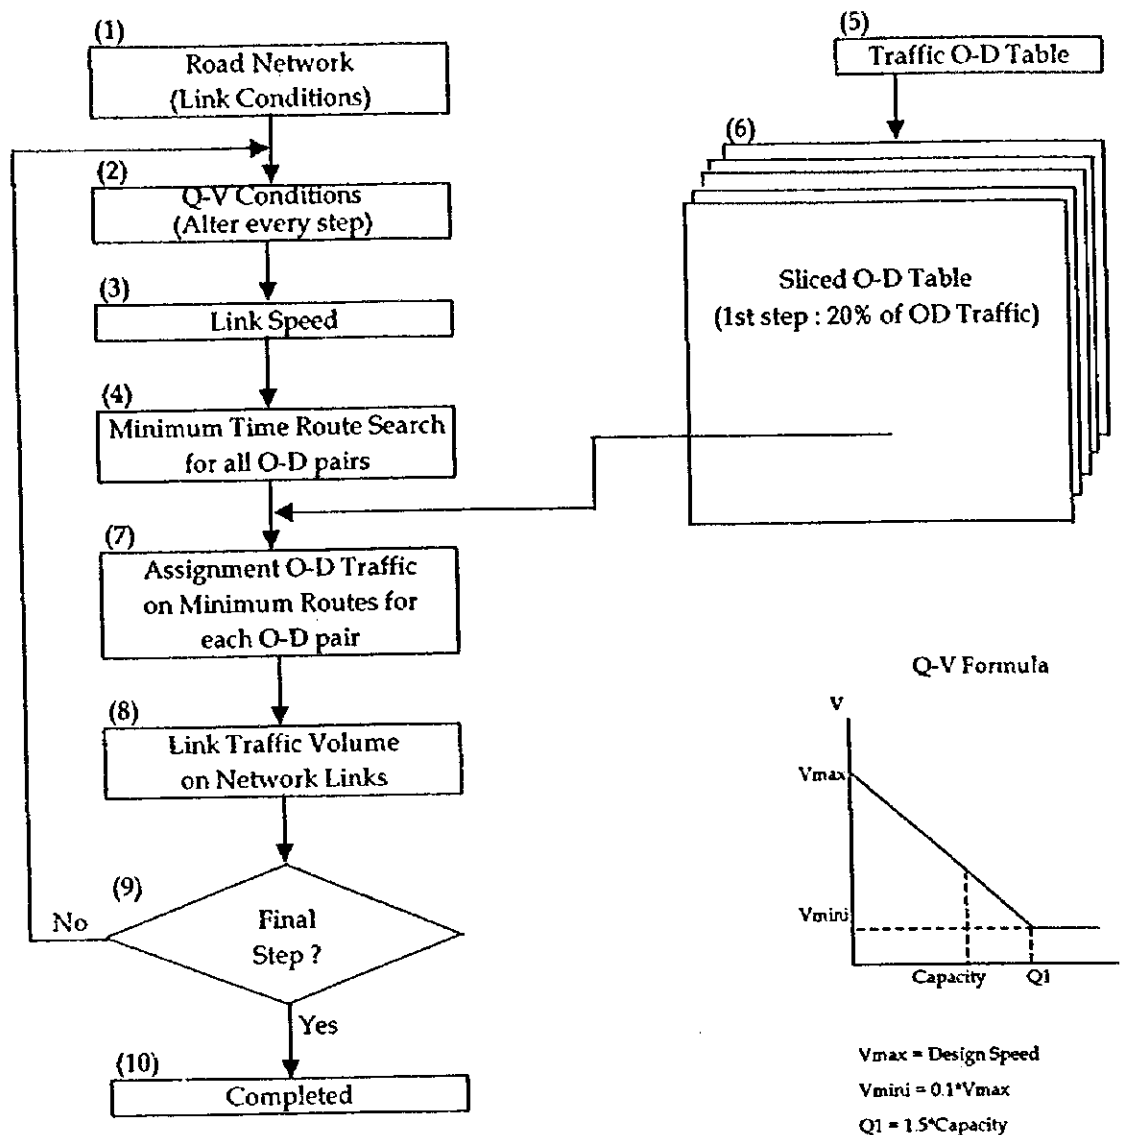 (1)
Road Network
(Link Conditions)
(2)
Q-V Conditions
(Alter every step)
(3)
Link Speed
(4)
Minimum Time Route Search
for all O-D pairs
(5)
Traffic O-D Table
(6)
Sliced O-D Table
(1st step : 20% of OD Traffic)
(7)
Assignment O-D Traffic
on Minimum Routes for
each O-D pair
(8)
Link Traffic Volume
on Network Links
(9)
No
Final
Step ?
Yes
(10)
Completed
Q-V Formula
V
Vmax
Vmini
Capacity
Q1
Vmax = Design Speed
Vmini = 0.1*Vmax
Q1 = 1.5*Capacity